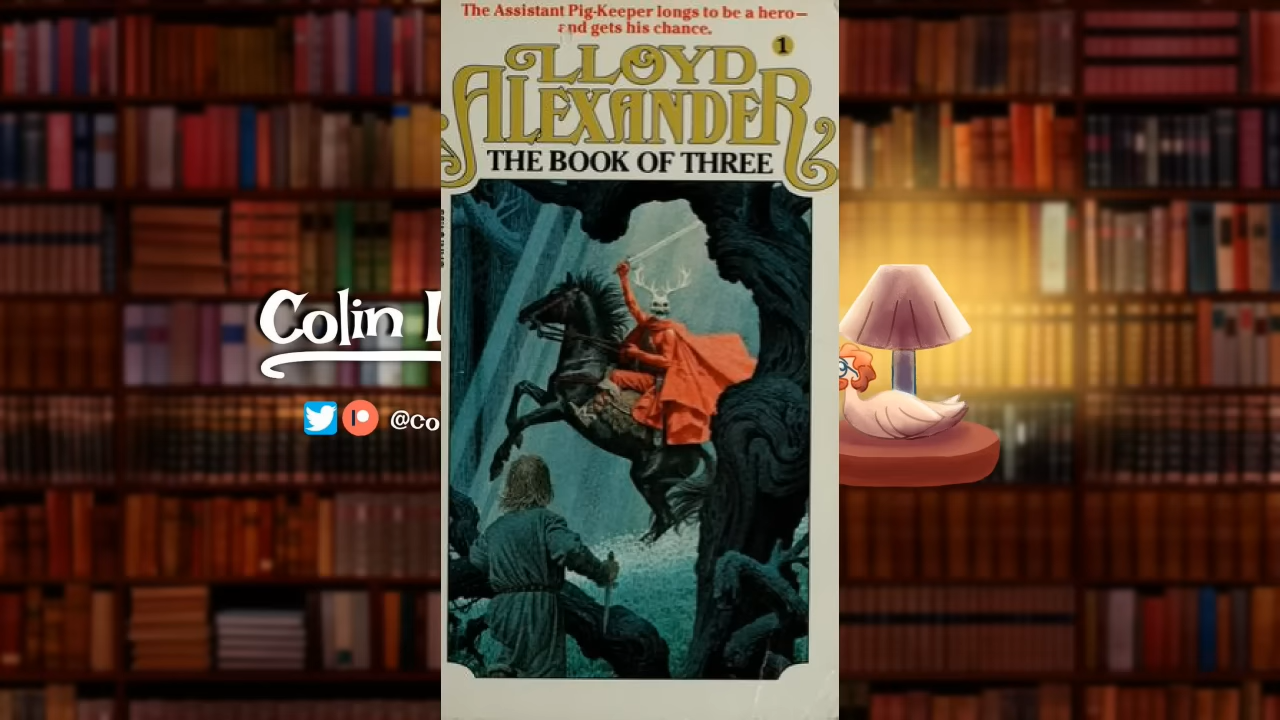 The Assistant Pig-Keeper longs to be a hero—
and gets his chance.
1
LLOYD
ALEXANDER
THE BOOK OF THREE
Colin
@co